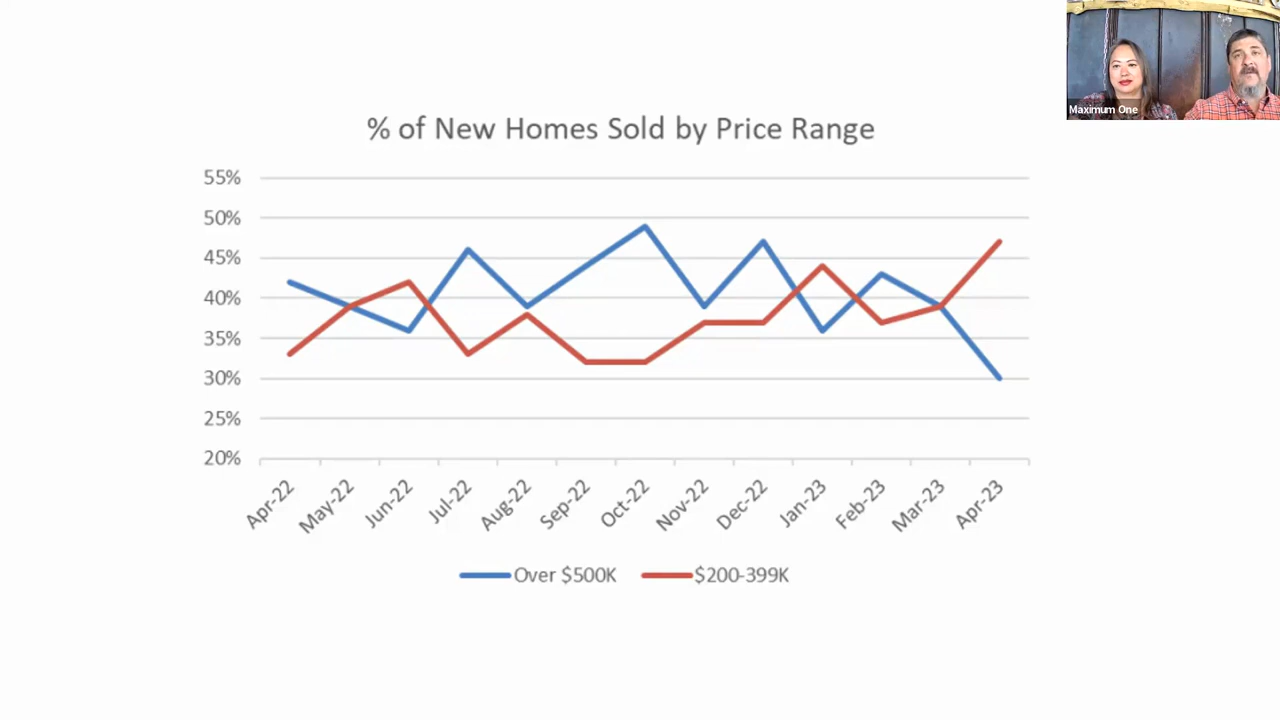 Maximum One
% of New Homes Sold by Price Range
55%
50%
45%
40%
35%
30%
25%
20%
Apr-22
May-22
Jun-22
Jul-22
Aug-22
Sep-22
Oct-22
Nov-22
Dec-22
Jan-23
Feb-23
Mar-23
Apr-23
Over $500K
$200-399K